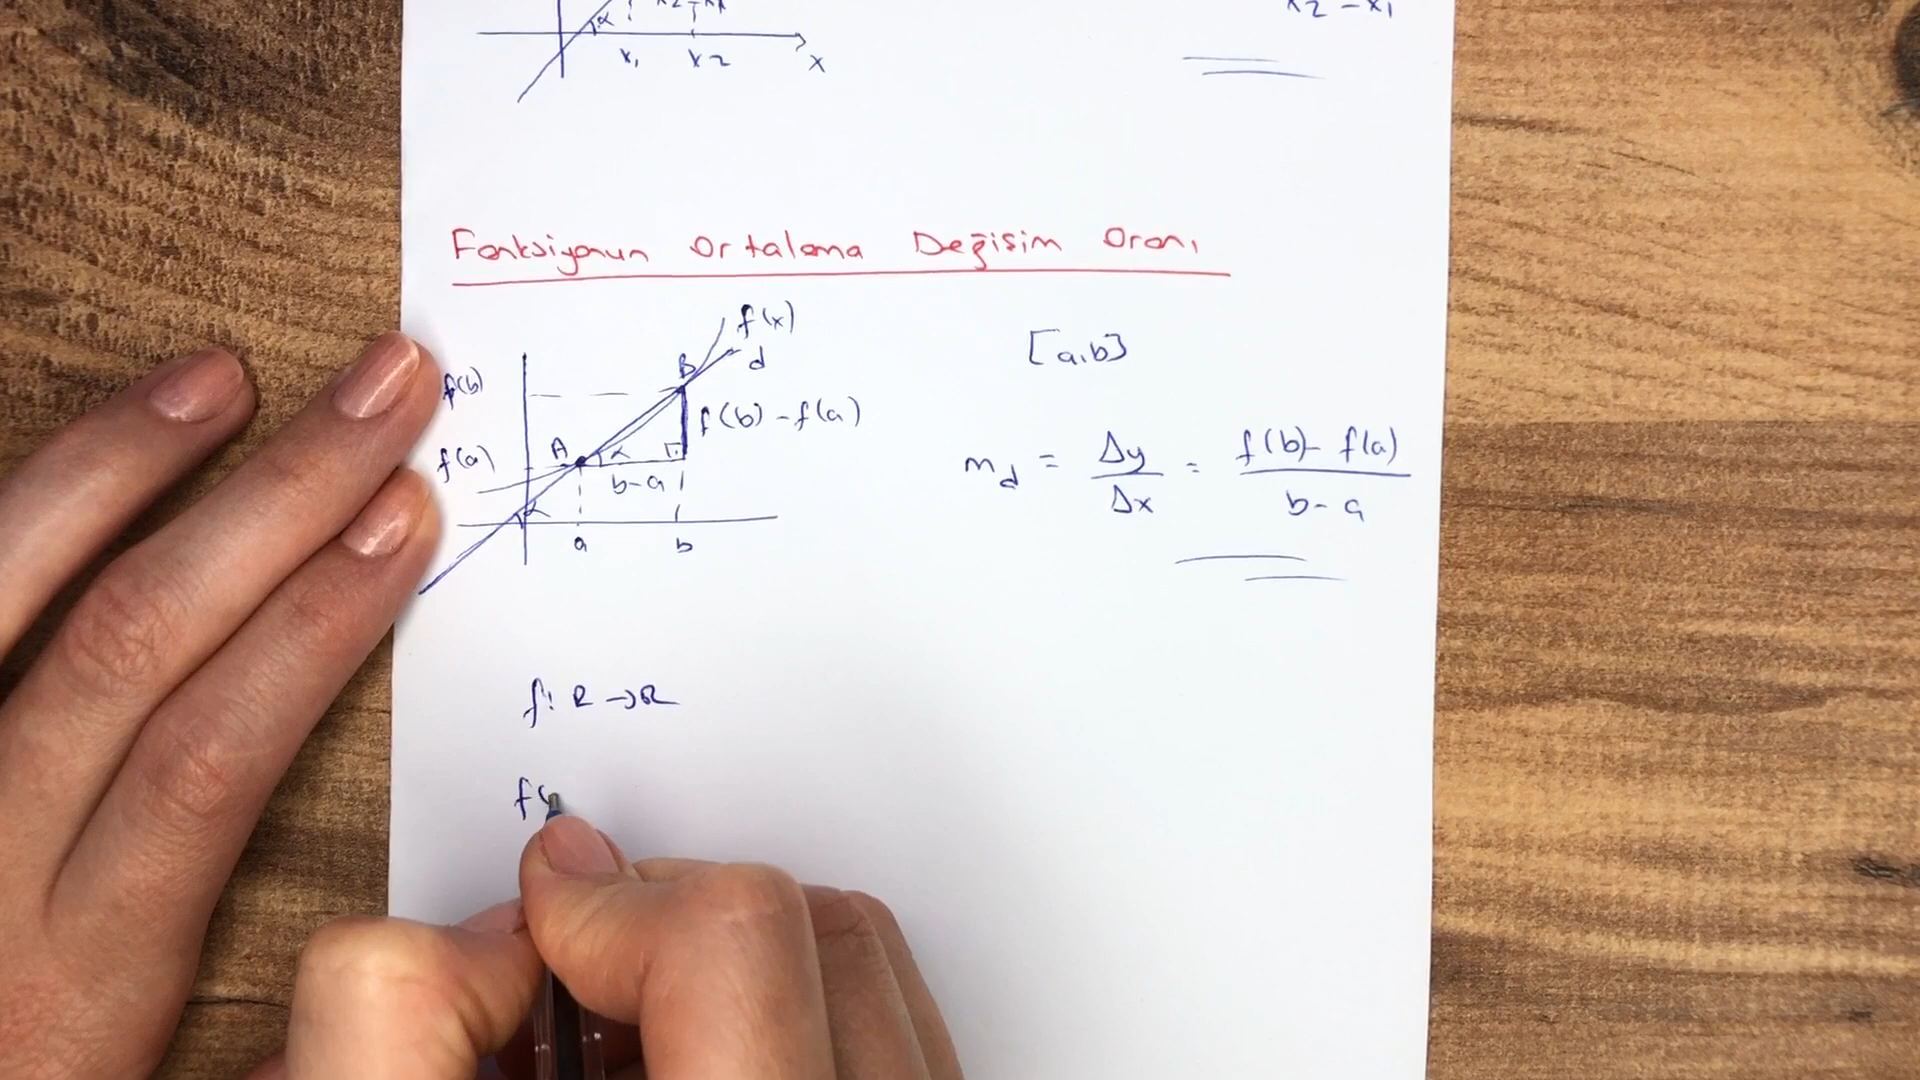 α
x₁ x2 x
x2 - x₁
Fonksiyonun Ortalama Değişim Oranı
f(x)
d
B
f(b)
f(b) - f(a)
A
α
f(a)
b-a
α
a b
[a,b]
m_d = Δy/Δx = f(b)- f(a)/b- a
f: R → R
f(